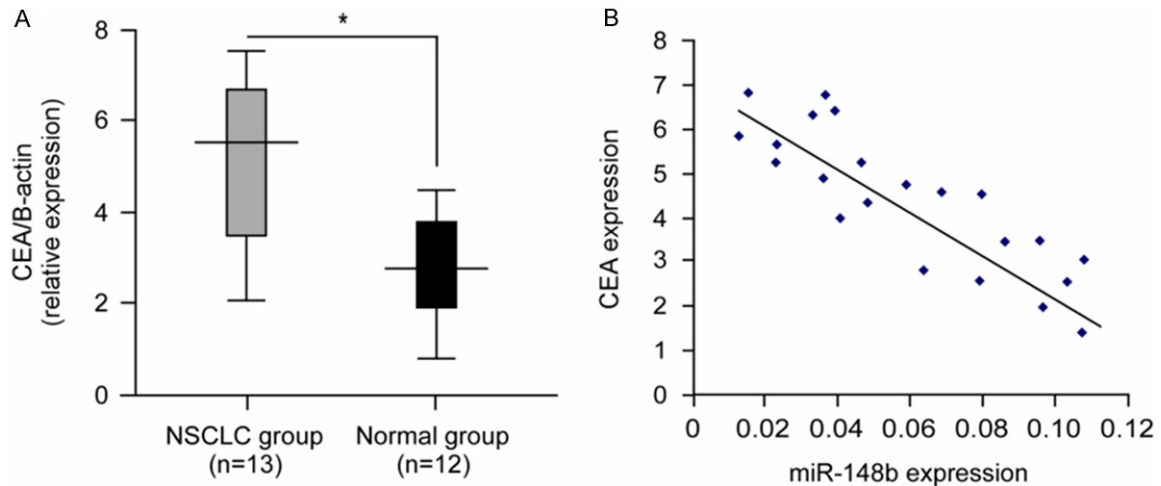 A
CEA/B-actin
(relative expression)
8
6
4
2
0
*
NSCLC group
(n=13)
Normal group
(n=12)
B
CEA expression
8
7
6
5
4
3
2
1
0
0 0.02 0.04 0.06 0.08 0.10 0.12
miR-148b expression